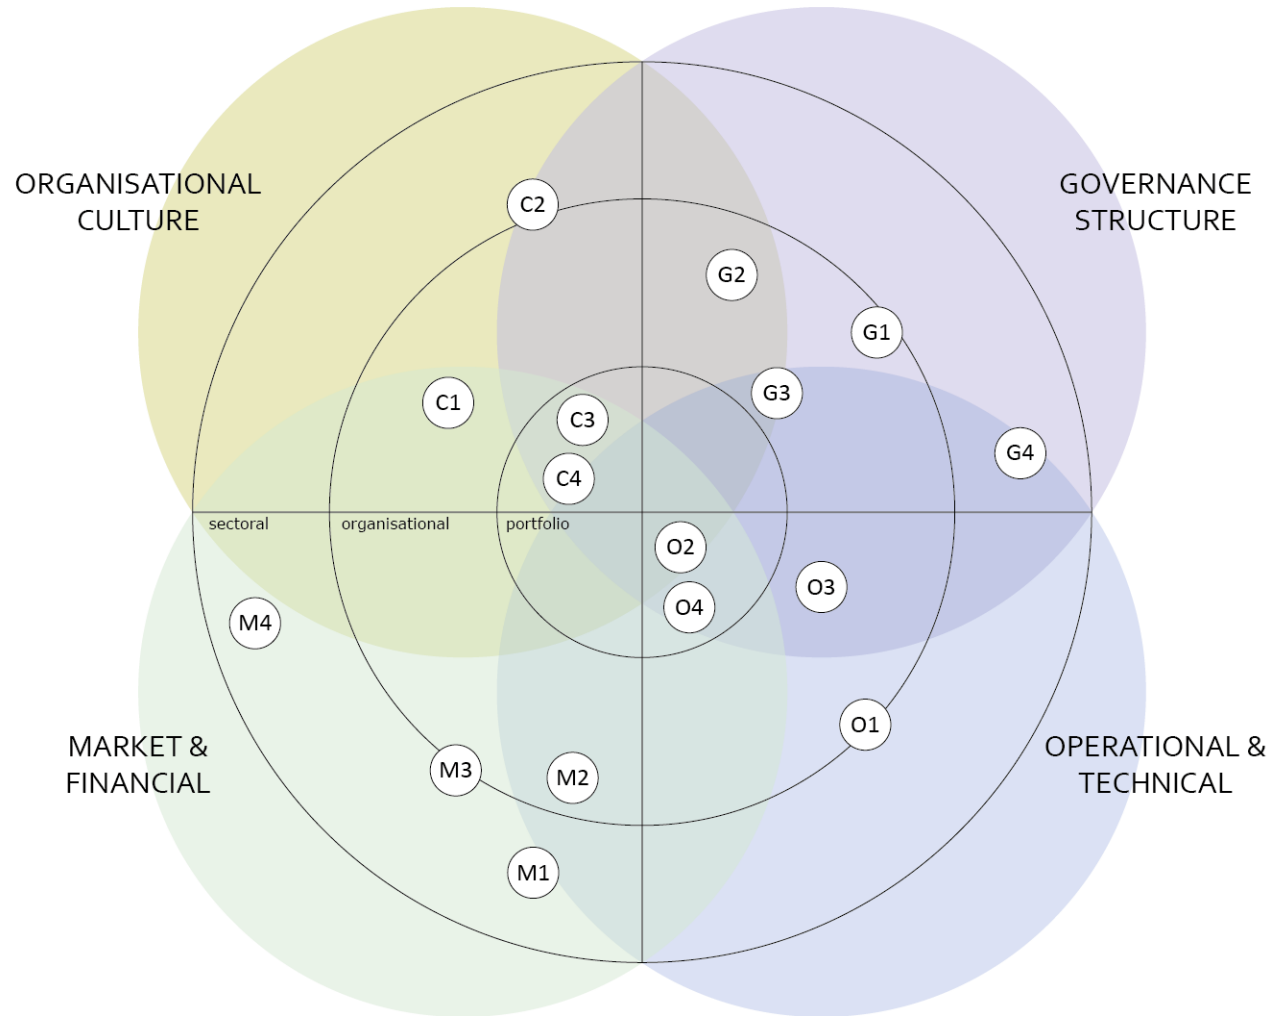 ORGANISATIONAL
CULTURE
GOVERNANCE
STRUCTURE
C2
G2
G1
G3
C1
C3
G4
C4
sectoral
organisational
portfolio
O2
O3
O4
M4
O1
MARKET &
FINANCIAL
OPERATIONAL &
TECHNICAL
M3
M2
M1